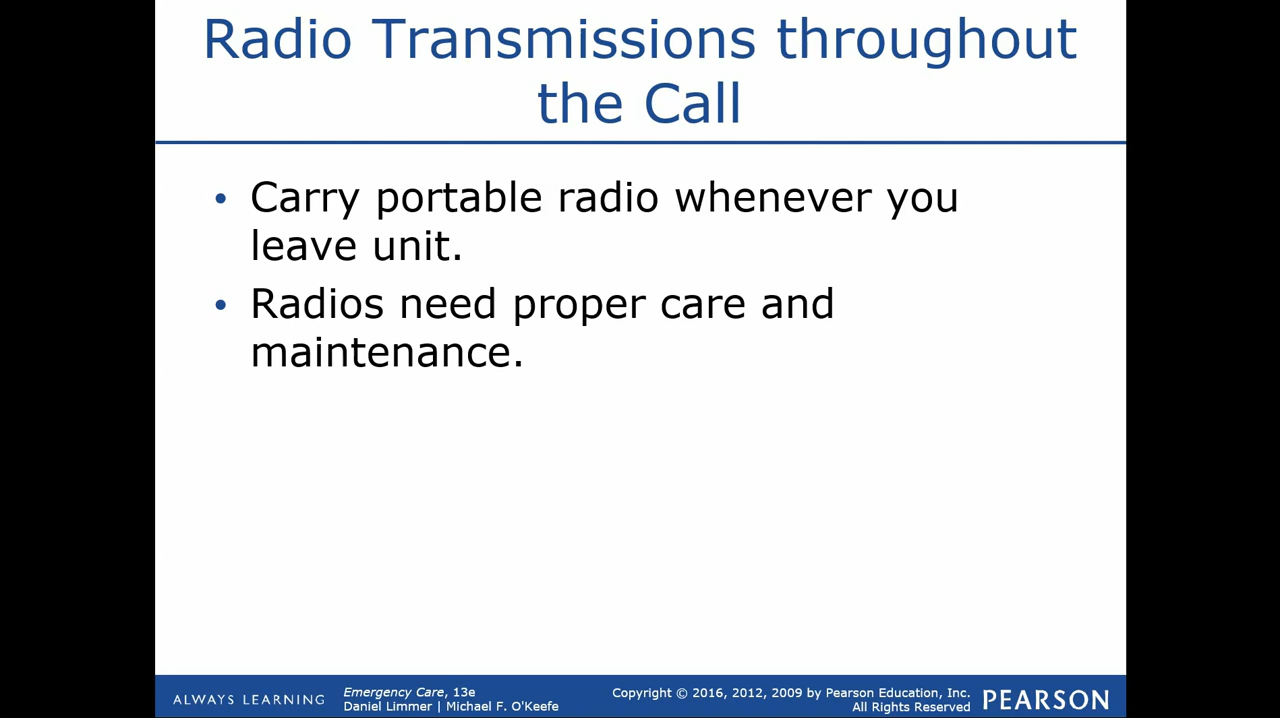 Radio Transmissions throughout
the Call
• Carry portable radio whenever you
leave unit.
• Radios need proper care and
maintenance.
ALWAYS LEARNING
Emergency Care, 13e
Daniel Limmer | Michael F. O'Keefe
Copyright © 2016, 2012, 2009 by Pearson Education, Inc.
All Rights Reserved
PEARSON